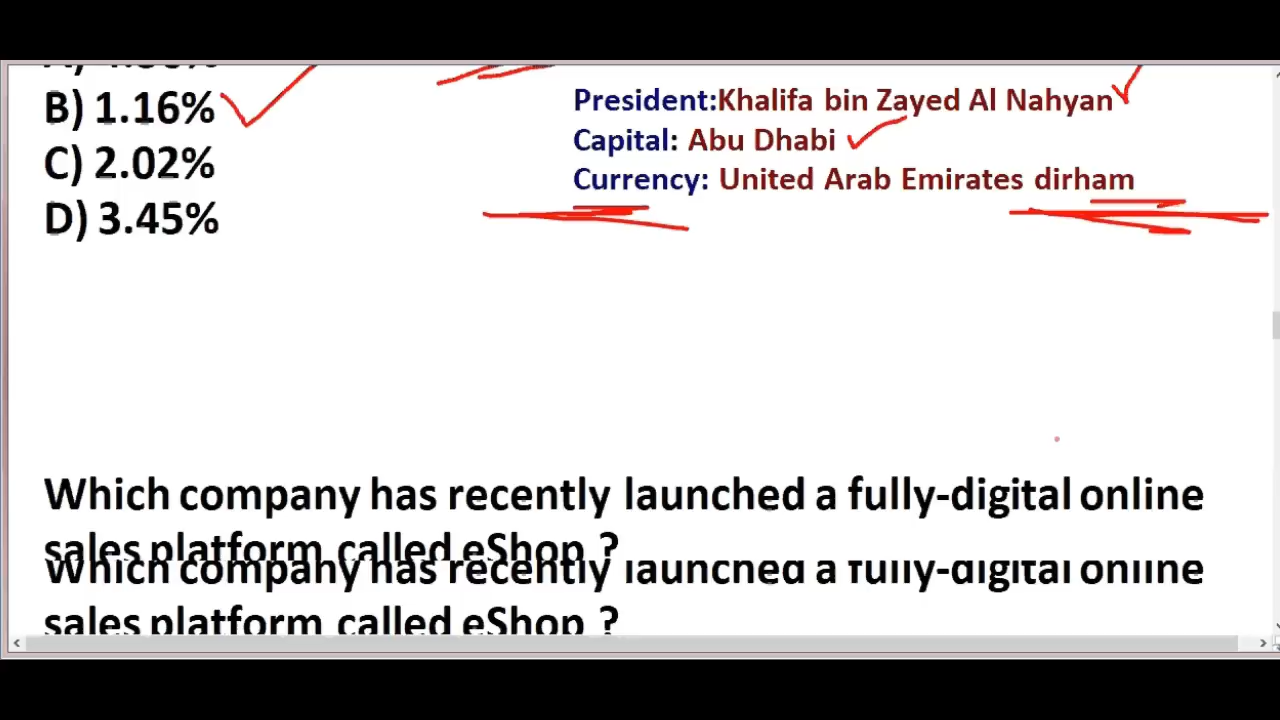 B) 1.16%
C) 2.02%
D) 3.45%
President:Khalifa bin Zayed Al Nahyan
Capital: Abu Dhabi
Currency: United Arab Emirates dirham
Which company has recently launched a fully-digital online
sales platform called eShop ?
Which company has recently launched a fully-digital online
sales platform called eShop ?